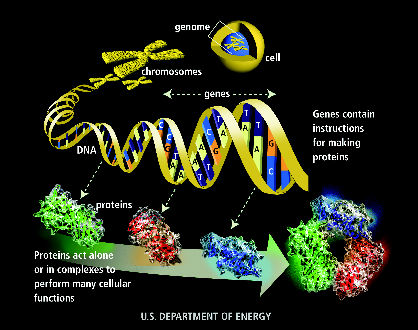 genome
cell
chromosomes
genes
Genes contain
instructions
for making
proteins
DNA
proteins
Proteins act alone
or in complexes to
perform many cellular
functions
U.S. DEPARTMENT OF ENERGY